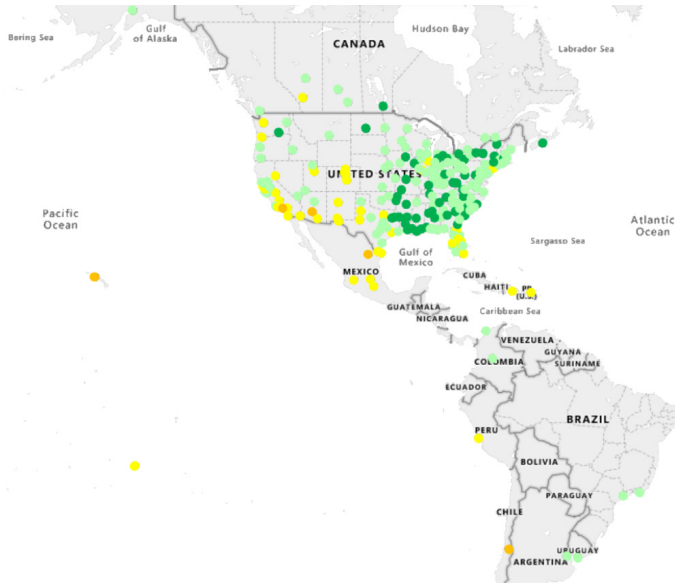 Hudson Bay
Bering Sea
Gulf
of Alaska
CANADA
Labrador Sea
UNITED STATES
Pacific
Ocean
Atlantic
Ocean
Sargasso Sea
Gulf of
Mexico
MEXICO
CUBA
HAITI
PR
(U.S.)
GUATEMALA
NICARAGUA
Caribbean Sea
VENEZUELA
GUYANA
SURINAME
COLOMBIA
ECUADOR
BRAZIL
PERU
BOLIVIA
PARAGUAY
CHILE
URUGUAY
ARGENTINA